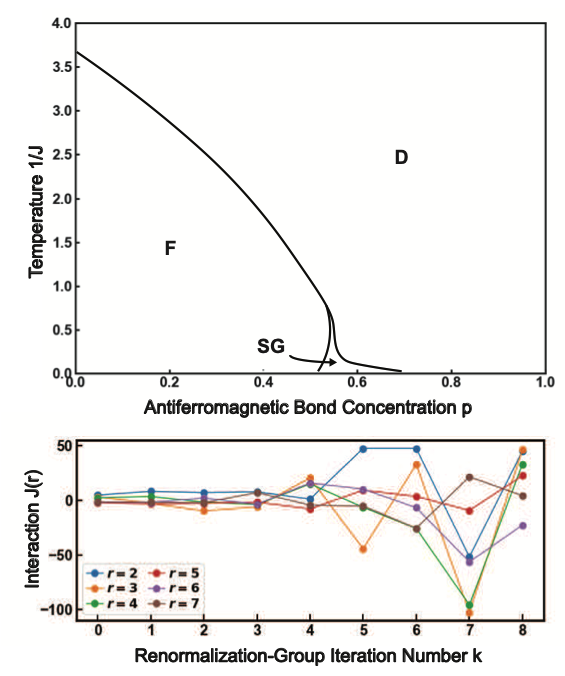 4.0
3.5
3.0
2.5
2.0
1.5
1.0
0.5
0.0
Temperature 1/J
F
D
SG
0.0 0.2 0.4 0.6 0.8 1.0
Antiferromagnetic Bond Concentration p
50
0
−50
−100
Interaction J(r)
r = 2 r = 5
r = 3 r = 6
r = 4 r = 7
0 1 2 3 4 5 6 7 8
Renormalization-Group Iteration Number k